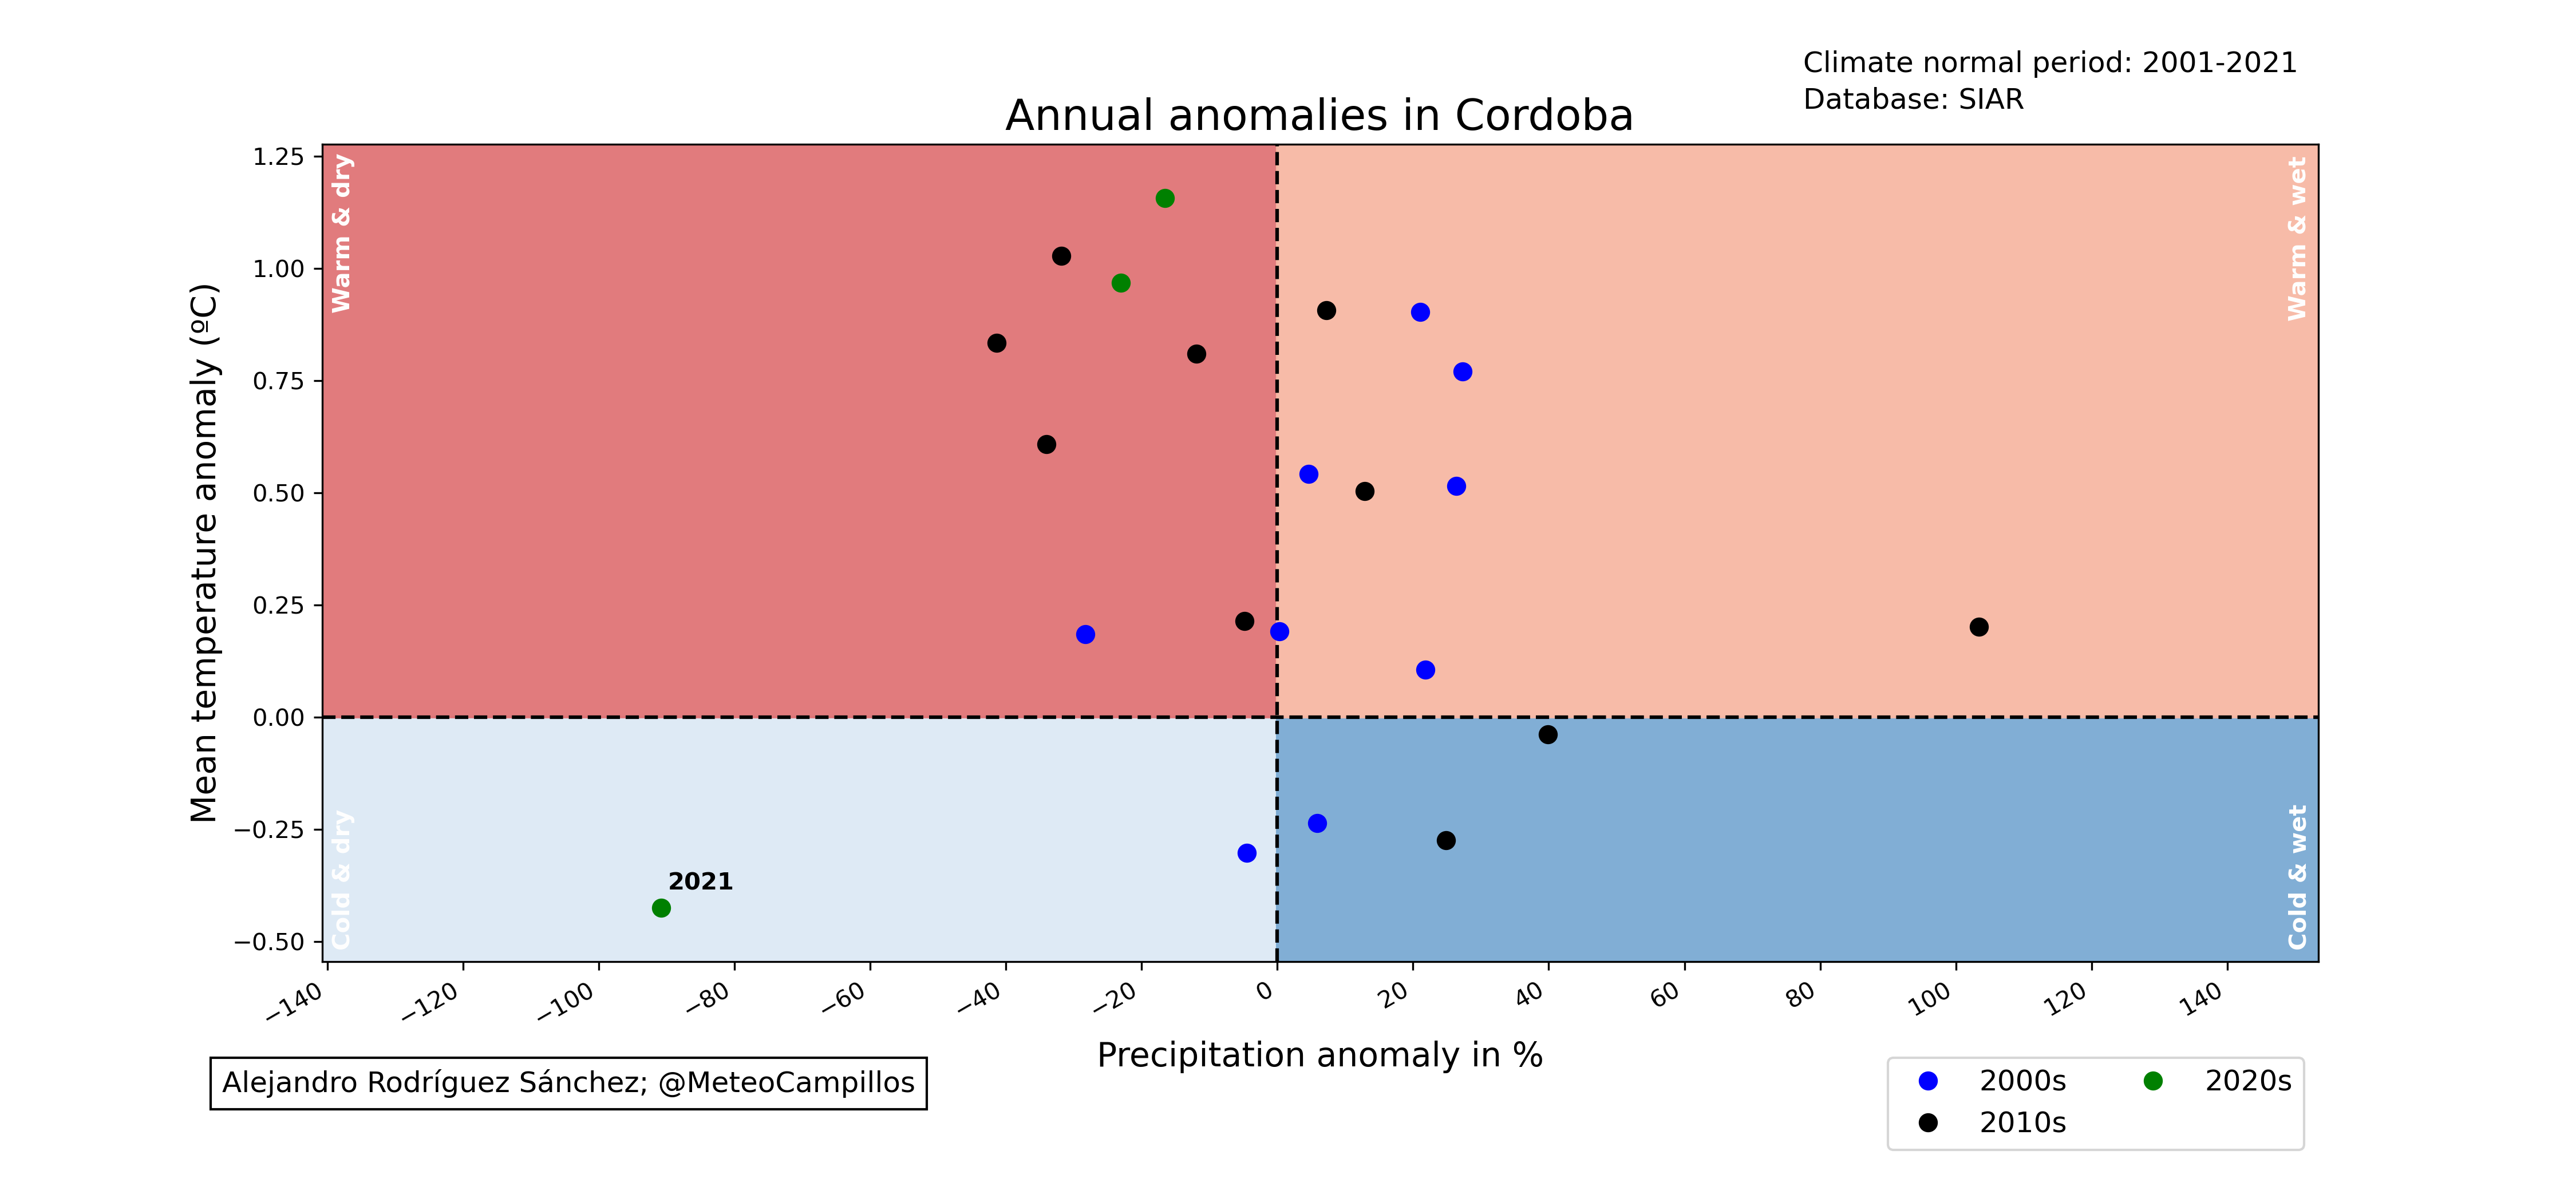 Climate normal period: 2001-2021
Database: SIAR
Annual anomalies in Cordoba
Warm & dry
Warm & wet
Cold & dry
Cold & wet
Mean temperature anomaly (ºC)
1.25
1.00
0.75
0.50
0.25
0.00
−0.25
−0.50
2021
−140 −120 −100 −80 −60 −40 −20 0 20 40 60 80 100 120 140
Precipitation anomaly in %
Alejandro Rodríguez Sánchez; @MeteoCampillos
2000s 2020s
2010s